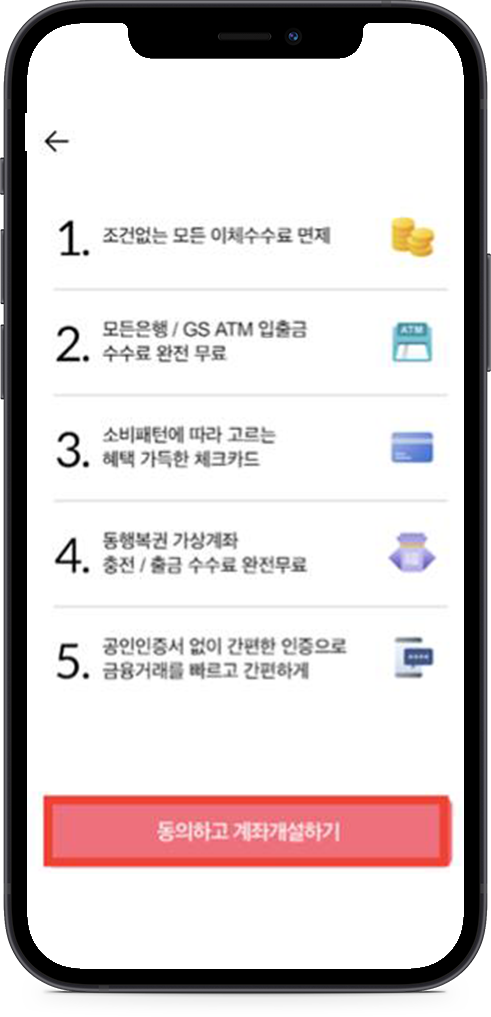 1. 조건없는 모든 이체수수료 면제
ATM
2. 모든은행 / GS ATM 입출금
수수료 완전 무료
3. 소비패턴에 따라 고르는
혜택 가득한 체크카드
4. 동행복권 가상계좌
충전 / 출금 수수료 완전무료
5. 공인인증서 없이 간편한 인증으로
금융거래를 빠르고 간편하게
동의하고 계좌개설하기